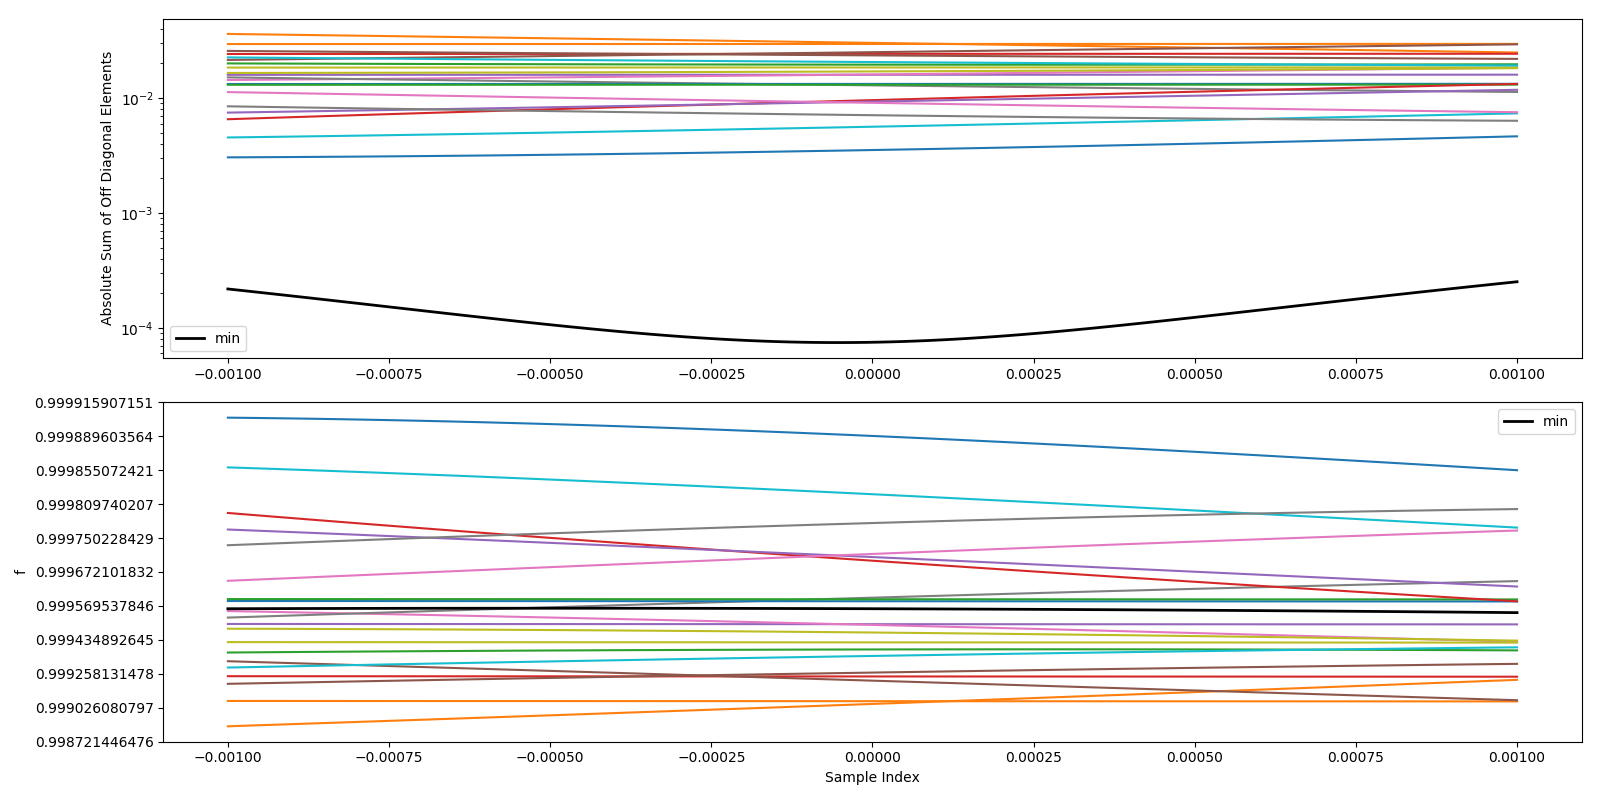 Absolute Sum of Off Diagonal Elements
10⁻²
10⁻³
10⁻⁴
min
−0.00100 −0.00075 −0.00050 −0.00025 0.00000 0.00025 0.00050 0.00075 0.00100
f
0.999915907151
0.999889603564
0.999855072421
0.999809740207
0.999750228429
0.999672101832
0.999569537846
0.999434892645
0.999258131478
0.999026080797
0.998721446476
min
−0.00100 −0.00075 −0.00050 −0.00025 0.00000 0.00025 0.00050 0.00075 0.00100
Sample Index